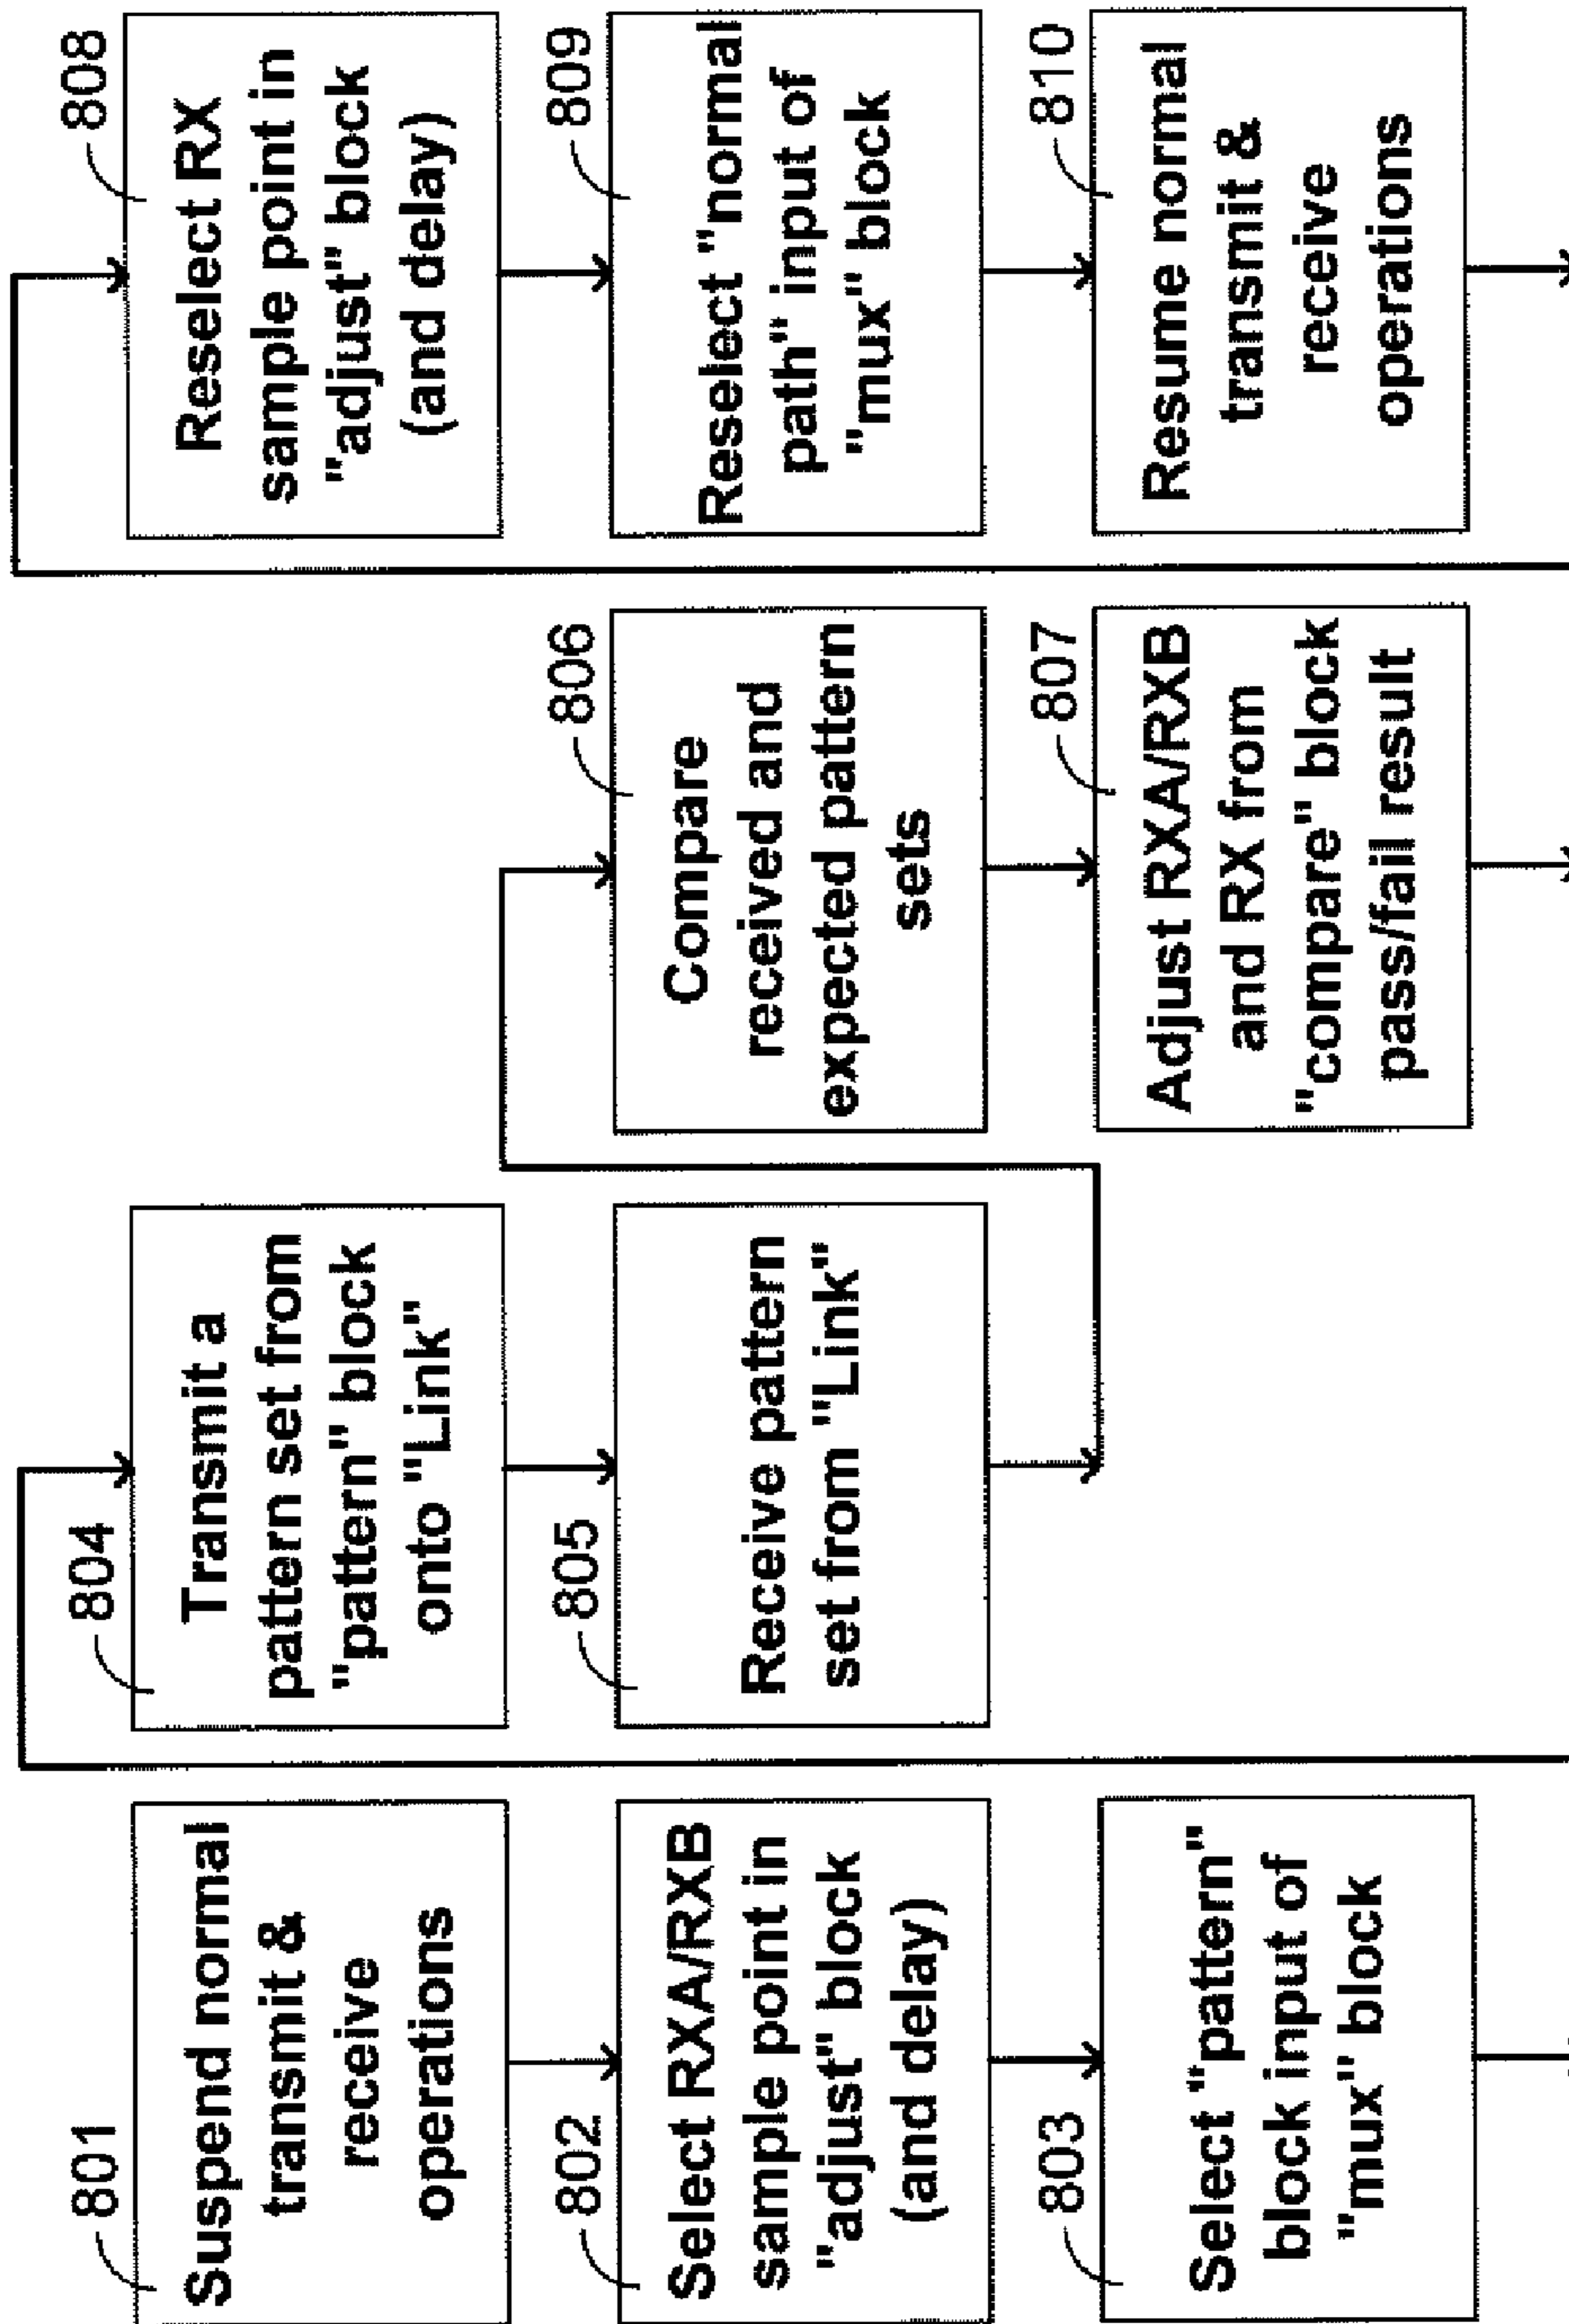 801
Suspend normal
transmit &
receive
operations
802
Select RXA/RXB
sample point in
"adjust" block
(and delay)
803
Select "pattern"
block input of
"mux" block
804
Transmit a
pattern set from
"pattern" block
onto "Link"
805
Receive pattern
set from "Link"
806
Compare
received and
expected pattern
sets
807
Adjust RXA/RXB
and RX from
"compare" block
pass/fail result
808
Reselect RX
sample point in
"adjust" block
(and delay)
809
Reselect "normal
path" input of
"mux" block
810
Resume normal
transmit &
receive
operations